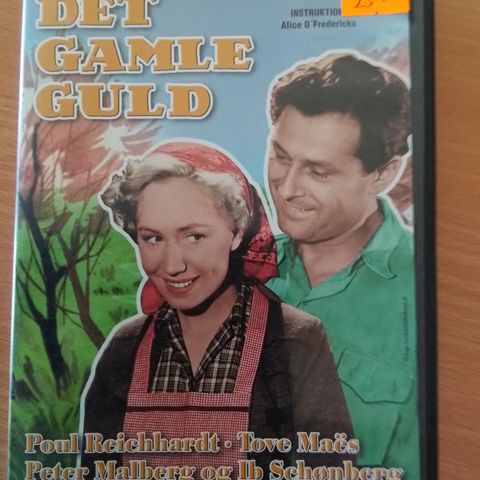 DET
GAMLE
GULD
INSTRUKTION
Alice O'Fredericks
Poul Reichhardt · Tove Maës
Peter Malberg og Ib Schønberg